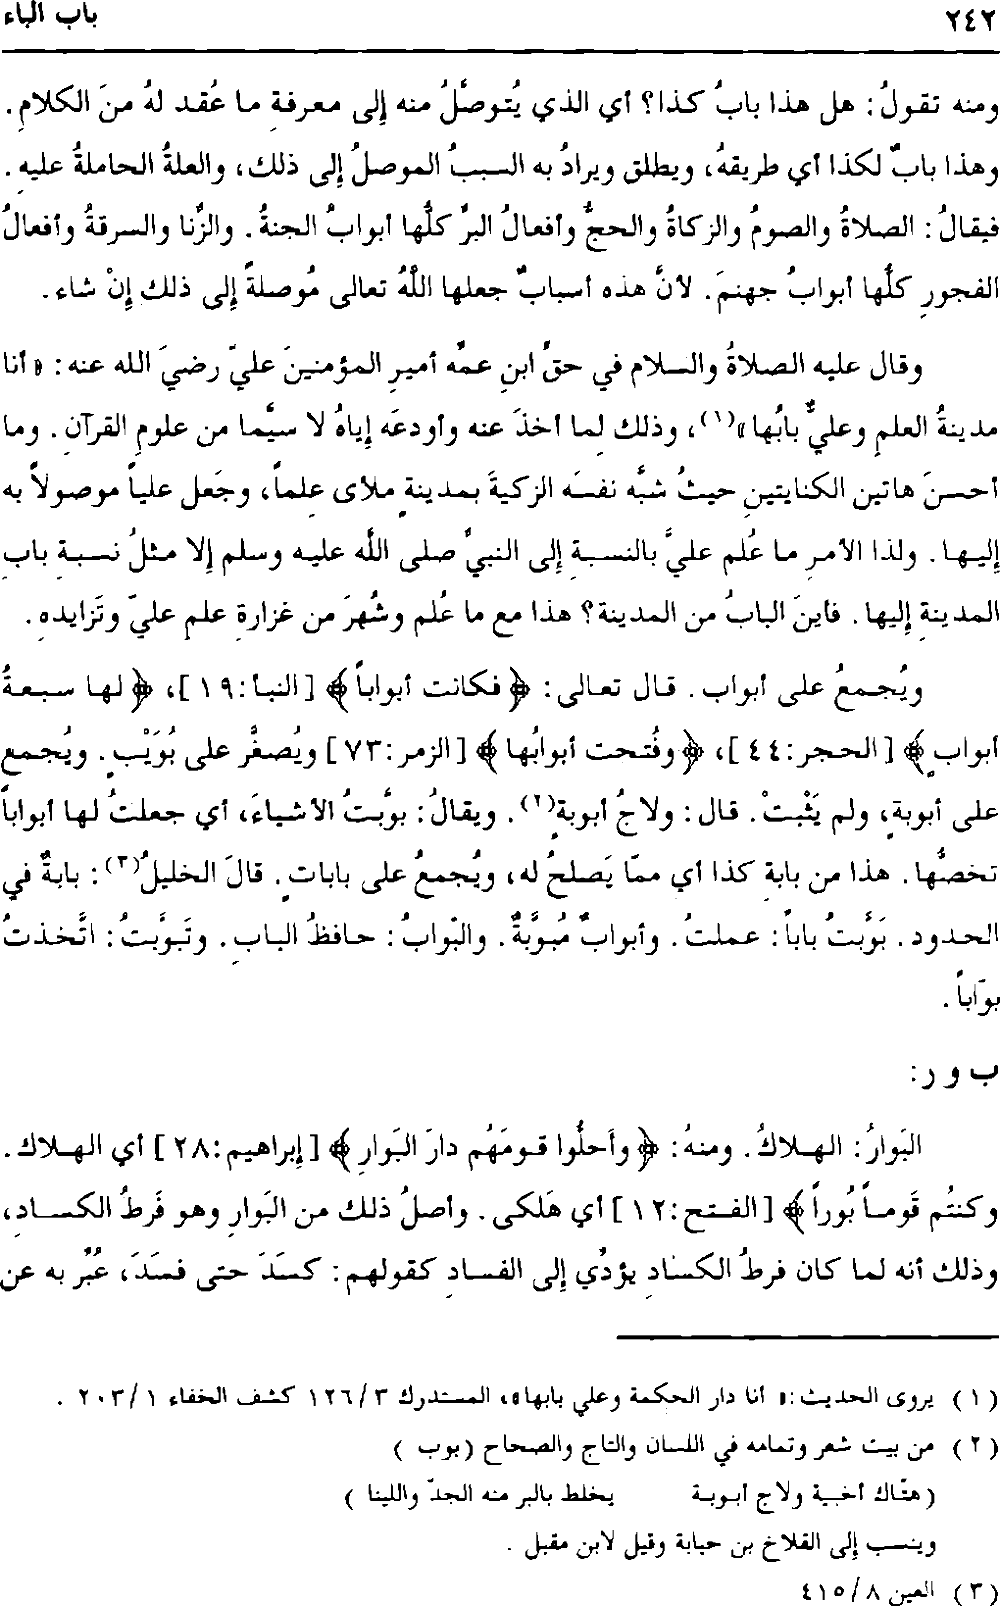 ٢٤٢
باب الباء
ومنه تقولُ: هل هذا بابُ كذا؟ أي الذي يُتوصَّلُ منه إلى معرفةِ ما عُقد لهُ منَ الكلامِ.
وهذا بابٌ لكذا أي طريقهُ، ويطلق ويرادُ به السببُ الموصلُ إلى ذلك، والعلةُ الحاملةُ عليهِ.
فيقالُ: الصلاةُ والصومُ والزكاةُ والحجُّ وأفعالُ البرِّ كلُّها أبوابُ الجنةُ. والزِّنا والسرقةُ وأفعالُ
الفجورِ كلُّها أبوابُ جهنمَ. لأنَّ هذه أسبابٌ جعلها اللَّهُ تعالى مُوصلةً إلى ذلك إنْ شاء.
وقال عليه الصلاةُ والسلام في حقِّ ابنِ عمِّه أميرِ المؤمنينَ عليّ رضيَ الله عنه: «أنا
مدينةُ العلمِ وعليٌّ بابُها»(١)، وذلك لِما أخذَ عنه وأودعَه إياهُ لا سيَّما من علومِ القرآنِ. وما
أحسنَ هاتين الكنايتينِ حيثُ شبَّه نفسَه الزكيةَ بمدينةٍ ملأى علماً، وجَعل علياً موصولاً به
إليها. ولذا الأمرِ ما عُلم عليَّ بالنسبةِ إلى النبيِّ صلى اللَّه عليه وسلم إلا مثلُ نسبةِ بابِ
المدينةِ إليها. فأينَ البابُ من المدينة؟ هذا مع ما عُلم وشُهرَ من غزارةِ علمِ عليّ وتَزايدهِ.
ويُجمعُ على أبواب. قال تعالى: ﴿فكانت أبواباً﴾ [النبأ:١٩]، ﴿لها سبعةُ
أبوابٍ﴾ [الحجر:٤٤]، ﴿وفُتحت أبوابُها﴾ [الزمر:٧٣] ويُصغَّر على بُوَيْبٍ. ويُجمع
على أبوبةٍ، ولم يَثْبتْ. قال: ولاجُ أبوبةٍ(٢). ويقالُ: بوَّبتُ الأشياءَ، أي جعلتُ لها أبواباً
تخصُّها. هذا من بابةِ كذا أي ممّا يَصلحُ له، ويُجمعُ على باباتٍ. قالَ الخليلُ(٣): بابةٌ في
الحدود. بَوَّبتُ باباً: عملتُ. وأبوابٌ مُبوَّبةٌ. والبّوابُ: حافظُ البابِ. وتَبوَّبتُ: اتَّخذتُ
بوّاباً.
ب و ر:
البَوارُ: الهلاكُ. ومنهُ: ﴿وأَحلُّوا قومَهُم دارَ البَوارِ﴾ [إبراهيم:٢٨] أي الهلاك.
وكنتُم قَوماً بُوراً﴾ [الفتح:١٢] أي هَلكى. وأصلُ ذلك من البَوارِ وهو فَرطُ الكسادِ،
وذلك أنه لما كان فرطُ الكسادِ يؤدِّي إلى الفسادِ كقولهم: كسَدَ حتى فسَدَ، عُبِّر به عن
(١) يروى الحديث: «أنا دار الحكمة وعلي بابها»، المستدرك ١٢٦/٣ كشف الخفاء ٢٠٣/١.
(٢) من بيت شعر وتمامه في اللسان والتاج والصحاح (بوب)
(هتّاك أخبية ولاج أبوبة يخلط بالبر منه الجدّ واللينا)
وينسب إلى القلاخ بن حبابة وقيل لابن مقبل.
(٣) العين ٤١٥/٨